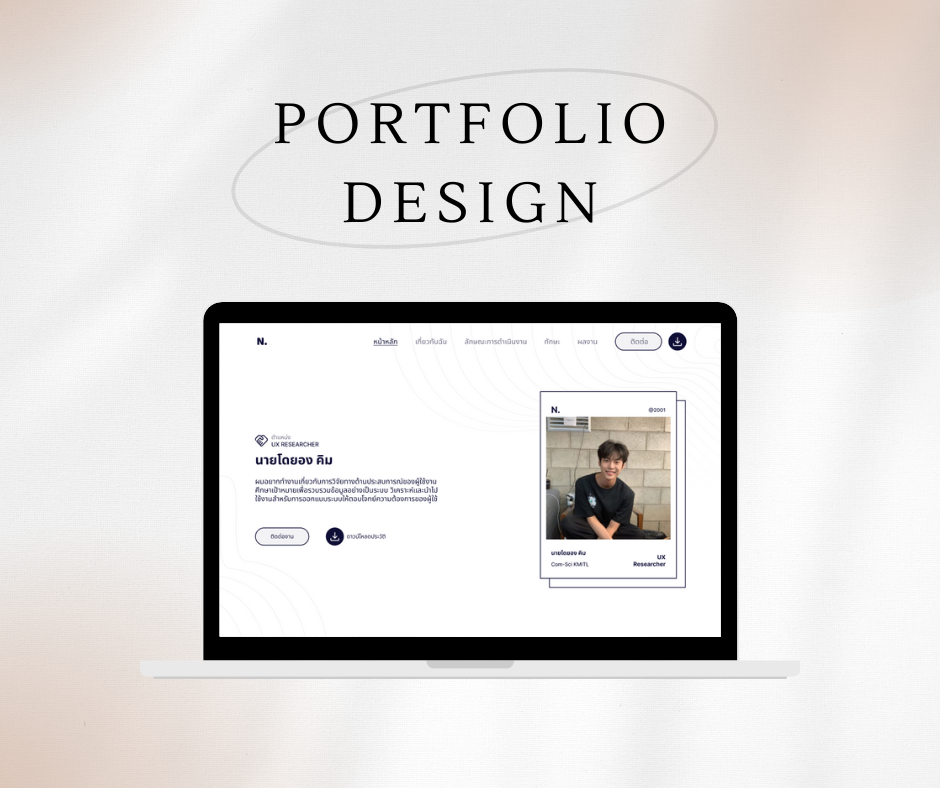 PORTFOLIO
DESIGN
N.
หน้าหลัก เกี่ยวกับฉัน ลักษณะการดำเนินงาน ทักษะ ผลงาน ติดต่อ
ตำแหน่ง
UX RESEARCHER
นายโดยอง คิม
ผมอยากทำงานเกี่ยวกับการวิจัยทางด้านประสบการณ์ของผู้ใช้งาน
ศึกษาเป้าหมายเพื่อรวบรวมข้อมูลอย่างเป็นระบบ วิเคราะห์และนำไป
ใช้งานสำหรับการออกแบบระบบให้ตอบโจทย์ความต้องการของผู้ใช้
ติดต่องาน
ดาวน์โหลดประวัติ
N. @2001
นายโดยอง คิม
Com-Sci KMITL
UX
Researcher